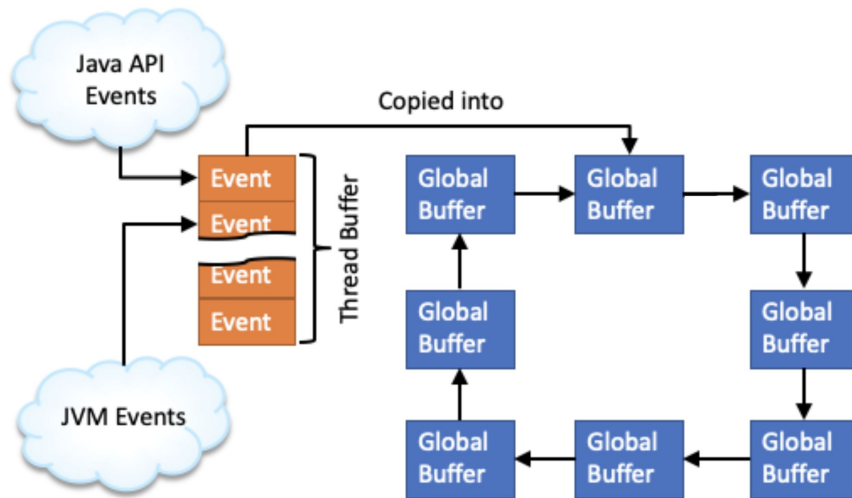 Java API
Events
Copied into
Event
Event
Event
Event
Thread Buffer
JVM Events
Global
Buffer
Global
Buffer
Global
Buffer
Global
Buffer
Global
Buffer
Global
Buffer
Global
Buffer
Global
Buffer